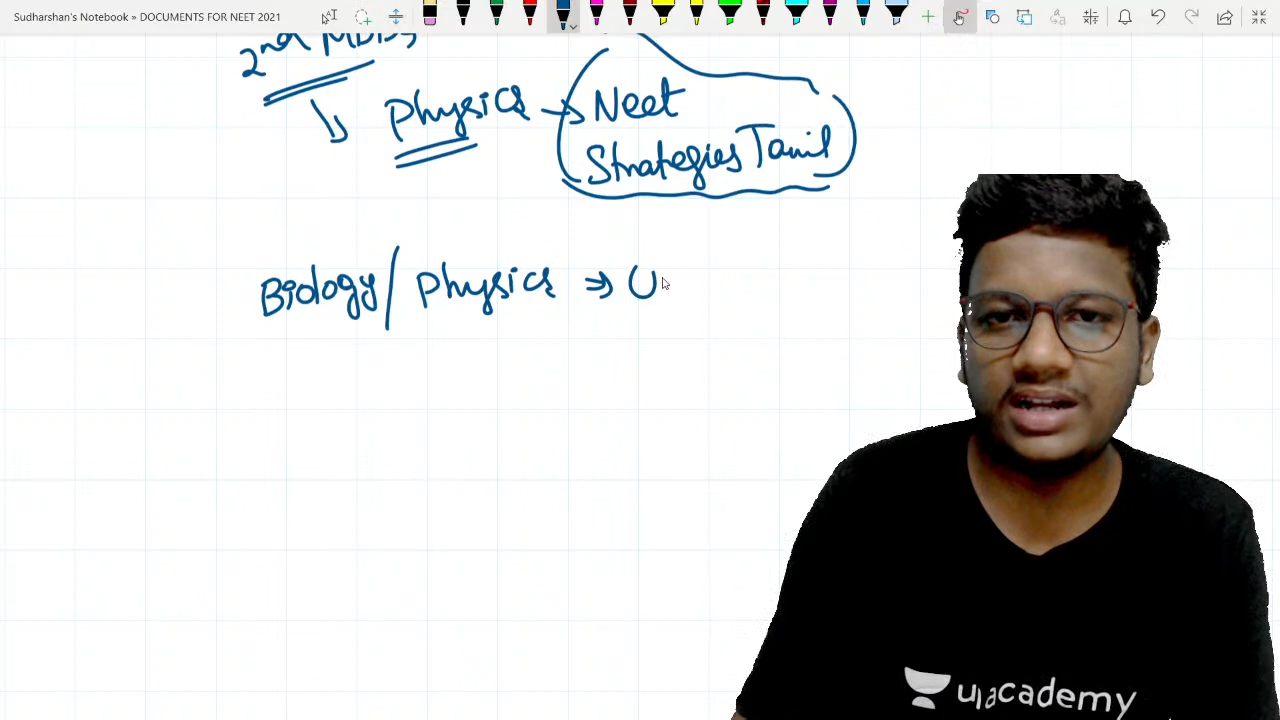 Sudharshan's Notebook » DOCUMENTS FOR NEET 2021
2nd MBBS
Physics → Neet
Strategies Tamil
Biology / Physics ⇒ U
unacademy